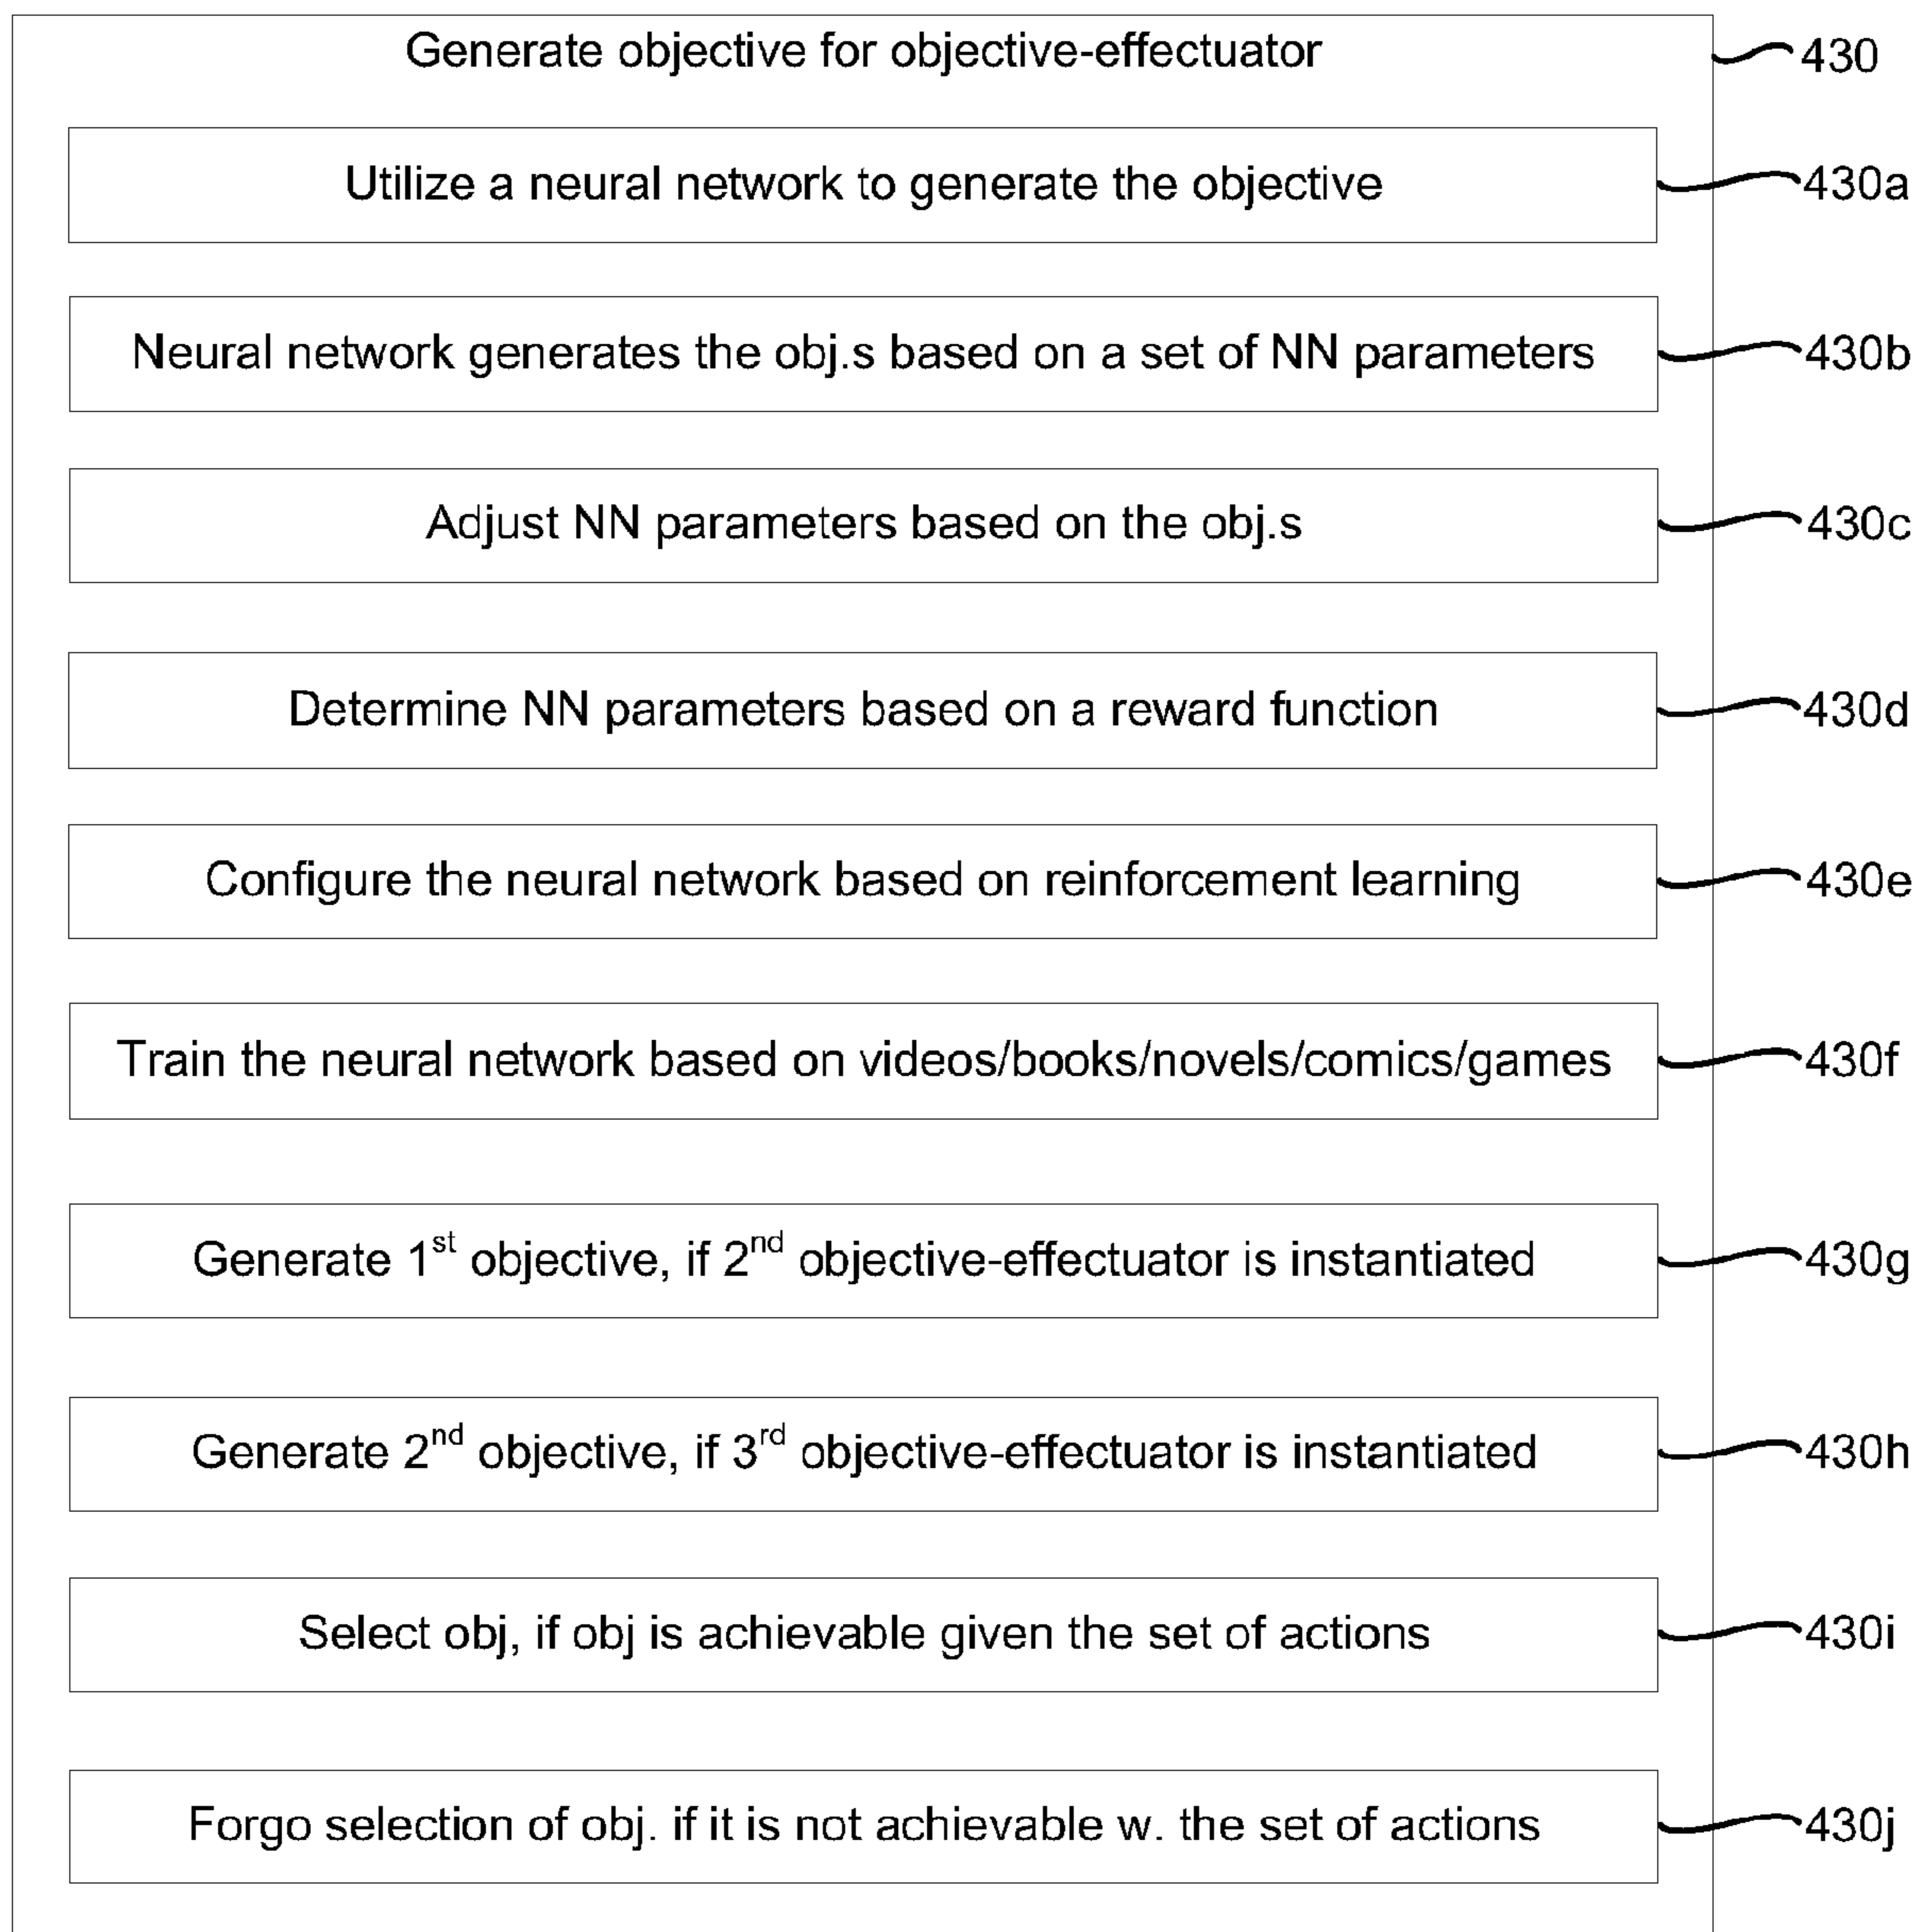 Generate objective for objective-effectuator 430
Utilize a neural network to generate the objective 430a
Neural network generates the obj.s based on a set of NN parameters 430b
Adjust NN parameters based on the obj.s 430c
Determine NN parameters based on a reward function 430d
Configure the neural network based on reinforcement learning 430e
Train the neural network based on videos/books/novels/comics/games 430f
Generate 1st objective, if 2nd objective-effectuator is instantiated 430g
Generate 2nd objective, if 3rd objective-effectuator is instantiated 430h
Select obj, if obj is achievable given the set of actions 430i
Forgo selection of obj. if it is not achievable w. the set of actions 430j